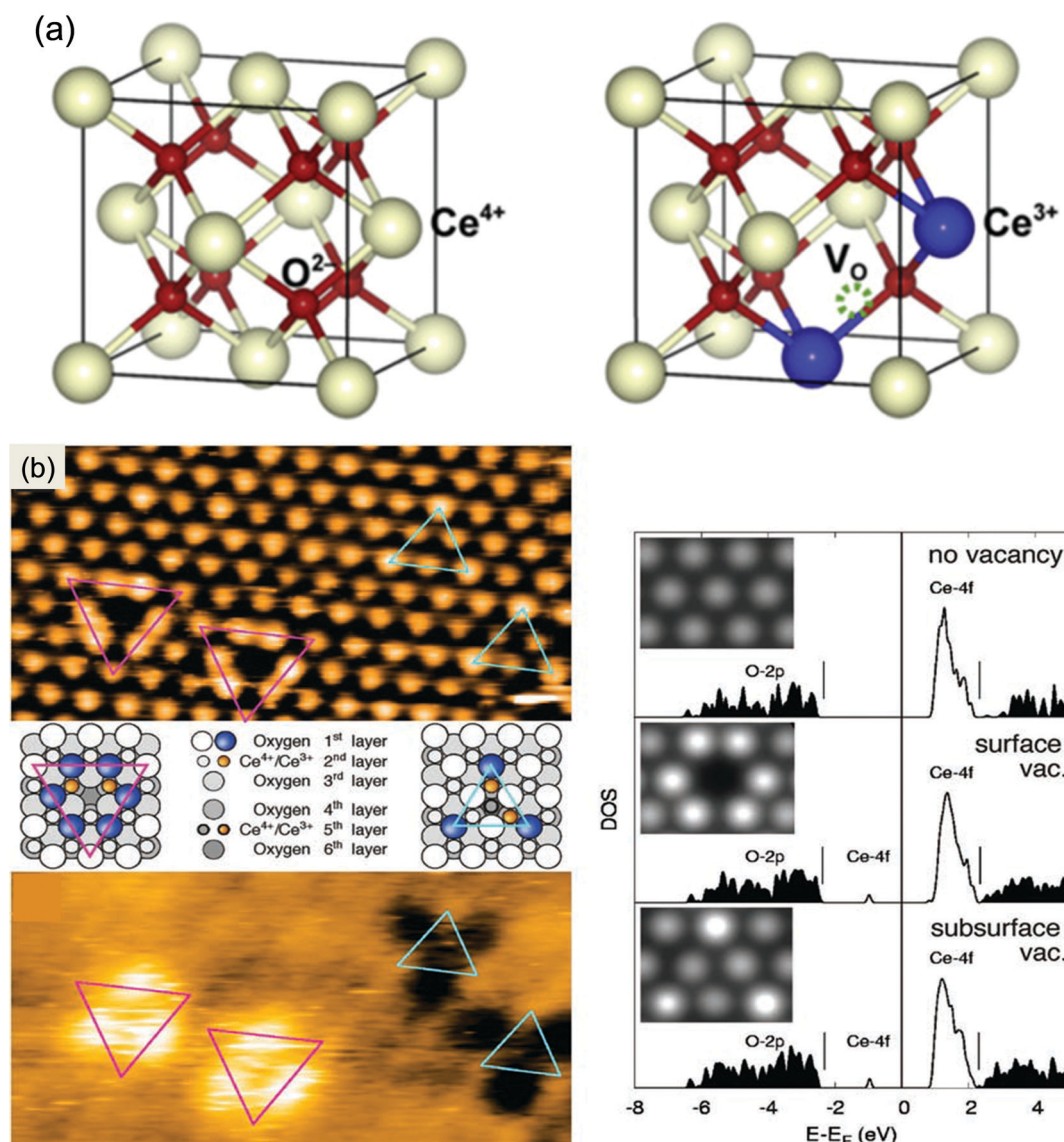 (a)
Ce⁴⁺
O²⁻
Ce³⁺
V_O
(b)
Oxygen 1st layer
Ce⁴⁺/Ce³⁺ 2nd layer
Oxygen 3rd layer
Oxygen 4th layer
Ce⁴⁺/Ce³⁺ 5th layer
Oxygen 6th layer
no vacancy
Ce-4f
O-2p
surface
vac.
Ce-4f
O-2p Ce-4f
subsurface
vac.
Ce-4f
O-2p Ce-4f
DOS
-8 -6 -4 -2 0 2 4
E-E_F (eV)